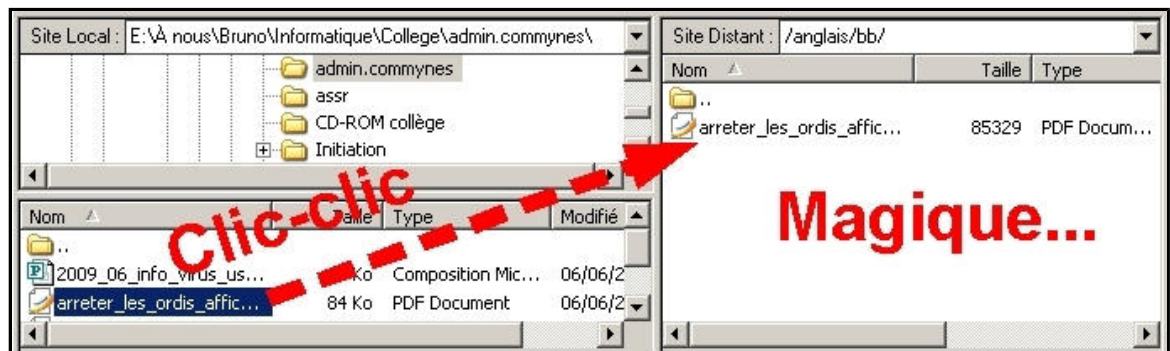 Site Local : E:\À nous\Bruno\Informatique\College\admin.commynes\
admin.commynes
assr
CD-ROM collège
Initiation
Nom Taille Type Modifié
..
2009_06_info_virus_us... Ko Composition Mic... 06/06/2
arreter_les_ordis_affic... 84 Ko PDF Document 06/06/2
Clic-clic
Site Distant : /anglais/bb/
Nom Taille Type
..
arreter_les_ordis_affic... 85329 PDF Docum...
Magique...